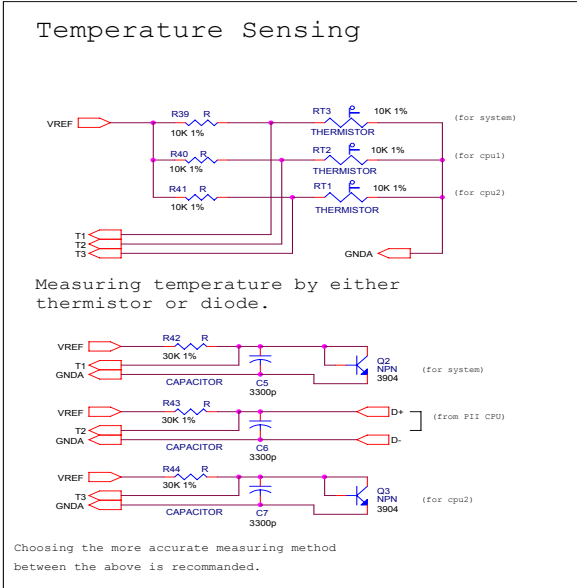 Temperature Sensing
R39 R RT3 10K 1% (for system)
VREF
10K 1% THERMISTOR
R40 R RT2 10K 1% (for cpu1)
10K 1% THERMISTOR
R41 R RT1 10K 1% (for cpu2)
10K 1% THERMISTOR
T1
T2
T3 GNDA
Measuring temperature by either
thermistor or diode.
R42 R
VREF
30K 1% Q2
T1 NPN (for system)
GNDA 3904
CAPACITOR C5
3300p
R43 R
VREF D+
30K 1% (from PII CPU)
T2
GNDA D-
CAPACITOR C6
3300p
R44 R
VREF
30K 1% Q3
T3 NPN (for cpu2)
GNDA 3904
CAPACITOR C7
3300p
Choosing the more accurate measuring method
between the above is recommanded.